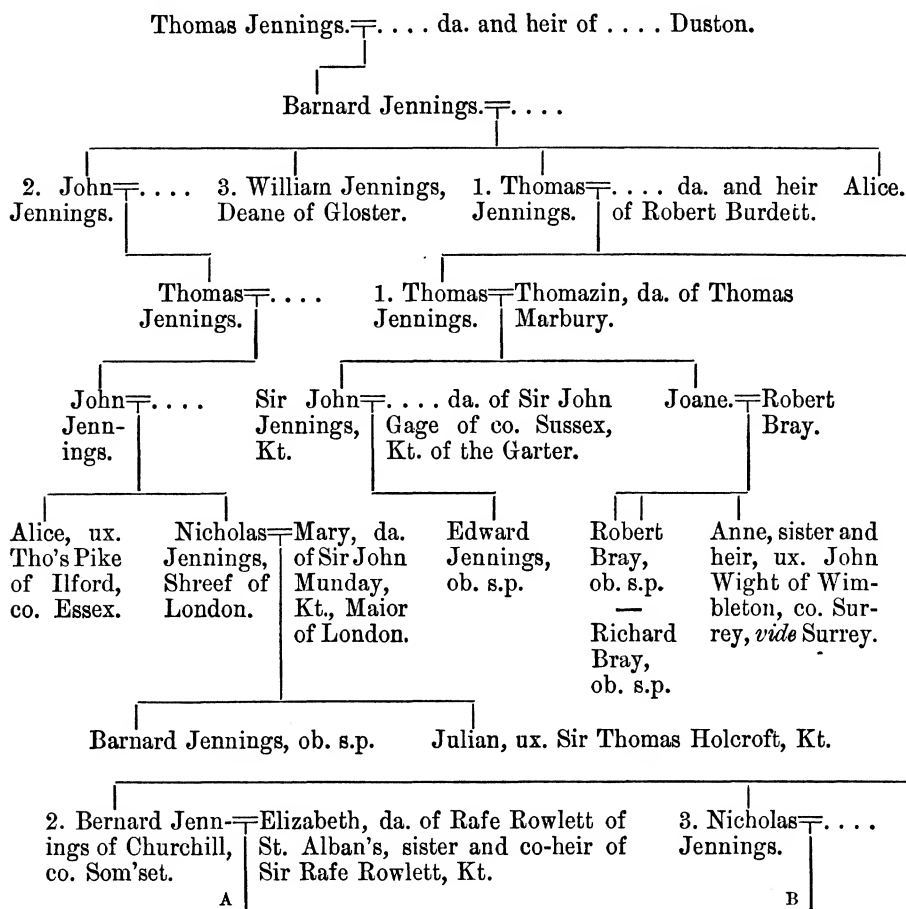 Thomas Jennings.=. . . . da. and heir of . . . . Duston.
Barnard Jennings.=. . . .
2. John=. . . .
Jennings.
3. William Jennings,
Deane of Gloster.
1. Thomas=. . . . da. and heir
Jennings. of Robert Burdett.
Alice.
Thomas=. . . .
Jennings.
1. Thomas=Thomazin, da. of Thomas
Jennings. Marbury.
John=. . . .
Jenn-
ings.
Sir John=. . . . da. of Sir John
Jennings, Gage of co. Sussex,
Kt. Kt. of the Garter.
Joane.=Robert
Bray.
Alice, ux.
Tho's Pike
of Ilford,
co. Essex.
Nicholas=Mary, da.
Jennings, of Sir John
Shreef of Munday,
London. Kt., Maior
of London.
Edward
Jennings,
ob. s.p.
Robert
Bray,
ob. s.p.
—
Richard
Bray,
ob. s.p.
Anne, sister and
heir, ux. John
Wight of Wim-
bleton, co. Sur-
rey, vide Surrey.
Barnard Jennings, ob. s.p.
Julian, ux. Sir Thomas Holcroft, Kt.
2. Bernard Jenn-=Elizabeth, da. of Rafe Rowlett of
ings of Churchill, St. Alban's, sister and co-heir of
co. Som'set. Sir Rafe Rowlett, Kt.
A
3. Nicholas=. . . .
Jennings.
B